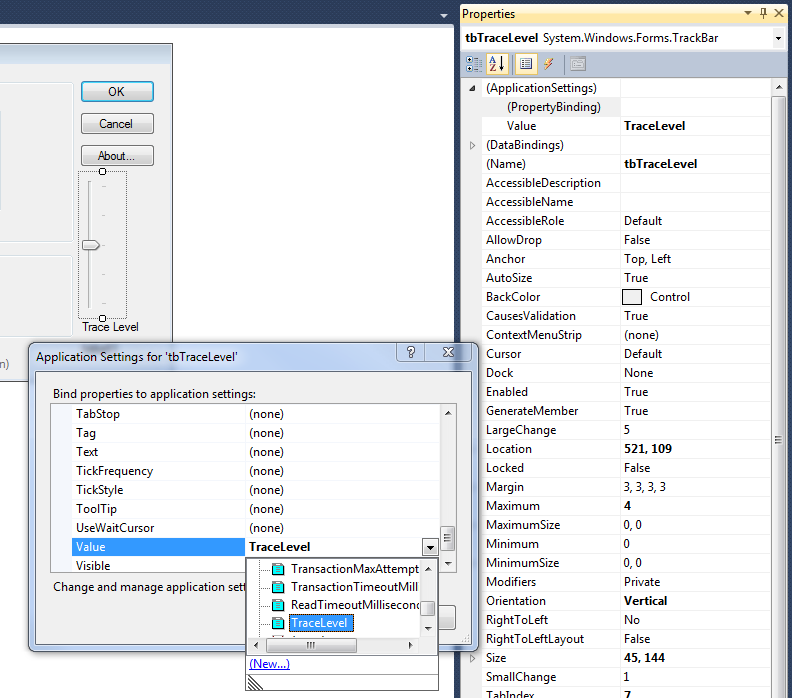 Properties
tbTraceLevel System.Windows.Forms.TrackBar
OK
Cancel
About...
Trace Level
(ApplicationSettings)
(PropertyBinding)
Value TraceLevel
(DataBindings)
(Name) tbTraceLevel
AccessibleDescription
AccessibleName
AccessibleRole Default
AllowDrop False
Anchor Top, Left
AutoSize True
BackColor Control
CausesValidation True
ContextMenuStrip (none)
Cursor Default
Dock None
Enabled True
GenerateMember True
LargeChange 5
Location 521, 109
Locked False
Margin 3, 3, 3, 3
Maximum 4
MaximumSize 0, 0
Minimum 0
MinimumSize 0, 0
Modifiers Private
Orientation Vertical
RightToLeft No
RightToLeftLayout False
Size 45, 144
SmallChange 1
TabIndex 7
n)
Application Settings for 'tbTraceLevel'
Bind properties to application settings:
TabStop (none)
Tag (none)
Text (none)
TickFrequency (none)
TickStyle (none)
ToolTip (none)
UseWaitCursor (none)
Value TraceLevel
Visible
Change and manage application set
TransactionMaxAttempt
TransactionTimeoutMill
ReadTimeoutMillisecond
TraceLevel
(New...)